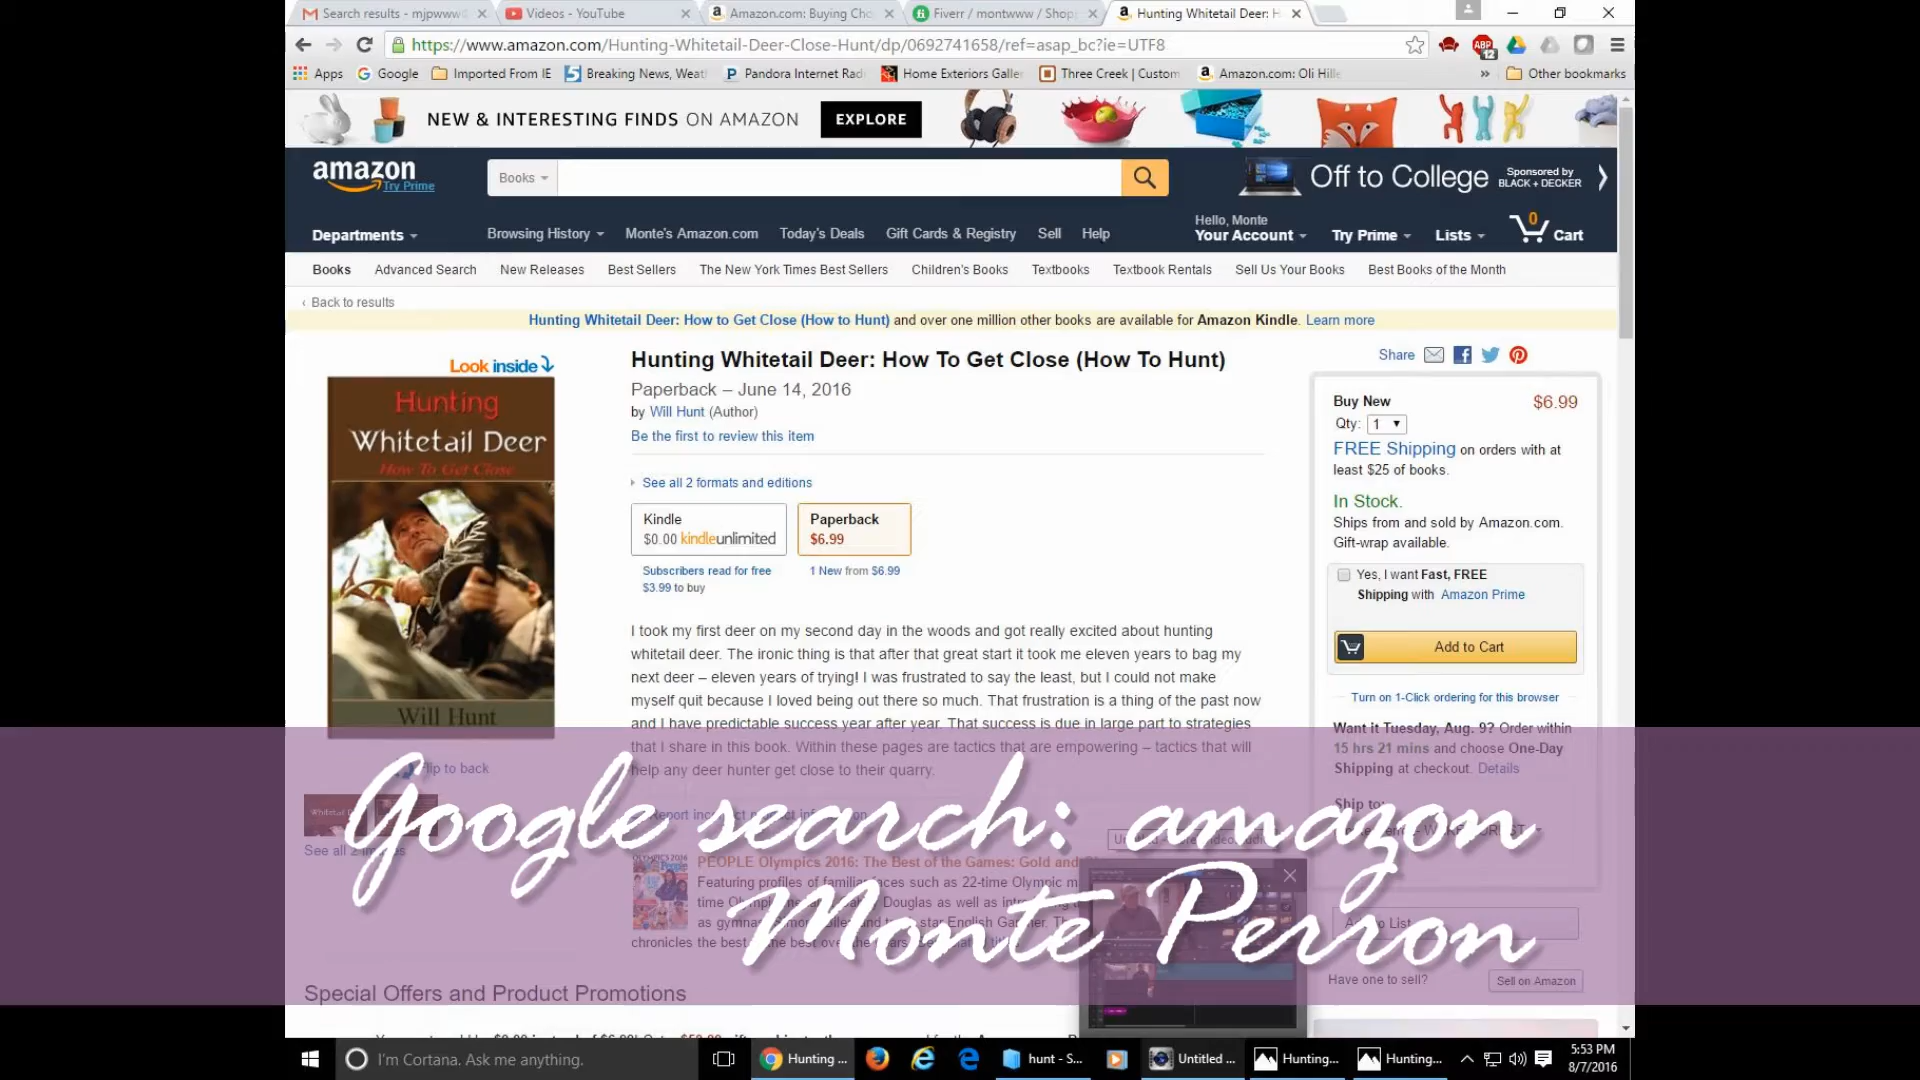 Search results - mjpwww@
Videos - YouTube
Amazon.com: Buying Cho
Fiverr / montwww / Shop
Hunting Whitetail Deer: H
https://www.amazon.com/Hunting-Whitetail-Deer-Close-Hunt/dp/0692741658/ref=asap_bc?ie=UTF8
ABP
12
Apps
Google
Imported From IE
Breaking News, Weat
Pandora Internet Rad
Home Exteriors Galle
Three Creek | Custom
Amazon.com: Oli Hille
»
Other bookmarks
NEW & INTERESTING FINDS ON AMAZON
EXPLORE
amazon
Try Prime
Books
Off to College
Sponsored by
BLACK + DECKER
Departments
Browsing History
Monte's Amazon.com
Today's Deals
Gift Cards & Registry
Sell
Help
Hello, Monte
Your Account
Try Prime
Lists
0
Cart
Books
Advanced Search
New Releases
Best Sellers
The New York Times Best Sellers
Children's Books
Textbooks
Textbook Rentals
Sell Us Your Books
Best Books of the Month
‹ Back to results
Hunting Whitetail Deer: How to Get Close (How to Hunt) and over one million other books are available for Amazon Kindle. Learn more
Look inside
Hunting
Whitetail Deer
How To Get Close
Will Hunt
Flip to back
See all 2 images
Hunting Whitetail Deer: How To Get Close (How To Hunt)
Paperback – June 14, 2016
by Will Hunt (Author)
Be the first to review this item
See all 2 formats and editions
Kindle
$0.00 kindleunlimited
Subscribers read for free
$3.99 to buy
Paperback
$6.99
1 New from $6.99
I took my first deer on my second day in the woods and got really excited about hunting
whitetail deer. The ironic thing is that after that great start it took me eleven years to bag my
next deer – eleven years of trying! I was frustrated to say the least, but I could not make
myself quit because I loved being out there so much. That frustration is a thing of the past now
and I have predictable success year after year. That success is due in large part to strategies
that I share in this book. Within these pages are tactics that are empowering – tactics that will
help any deer hunter get close to their quarry.
Share
Buy New
$6.99
Qty: 1
FREE Shipping on orders with at
least $25 of books.
In Stock.
Ships from and sold by Amazon.com.
Gift-wrap available.
Yes, I want Fast, FREE
Shipping with Amazon Prime
Add to Cart
Turn on 1-Click ordering for this browser
Want it Tuesday, Aug. 9? Order within
15 hrs 21 mins and choose One-Day
Shipping at checkout. Details
Ship to:
Google search: amazon
Monte Perron
PEOPLE Olympics 2016: The Best of the Games: Gold and
Featuring profiles of familiar faces such as 22-time Olympic m
Have one to sell?
Sell on Amazon
Special Offers and Product Promotions
I'm Cortana. Ask me anything.
Hunting ...
hunt - S...
Untitled ...
Hunting...
Hunting...
5:53 PM
8/7/2016